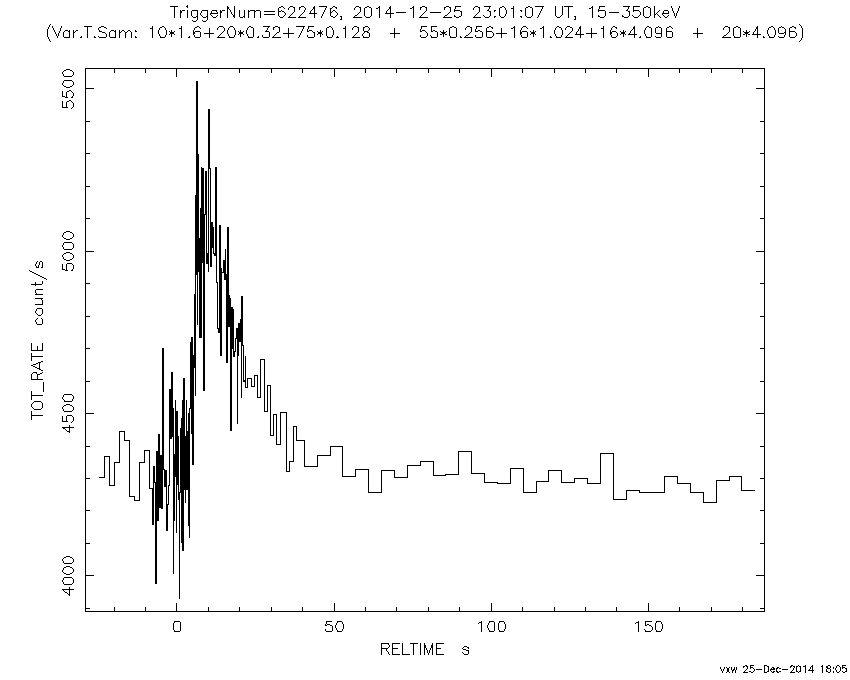 TriggerNum=622476, 2014-12-25 23:01:07 UT, 15-350keV
(Var.T.Sam: 10*1.6+20*0.32+75*0.128 + 55*0.256+16*1.024+16*4.096 + 20*4.096)
5500
5000
4500
4000
TOT_RATE count/s
0 50 100 150
RELTIME s
vxw 25-Dec-2014 18:05